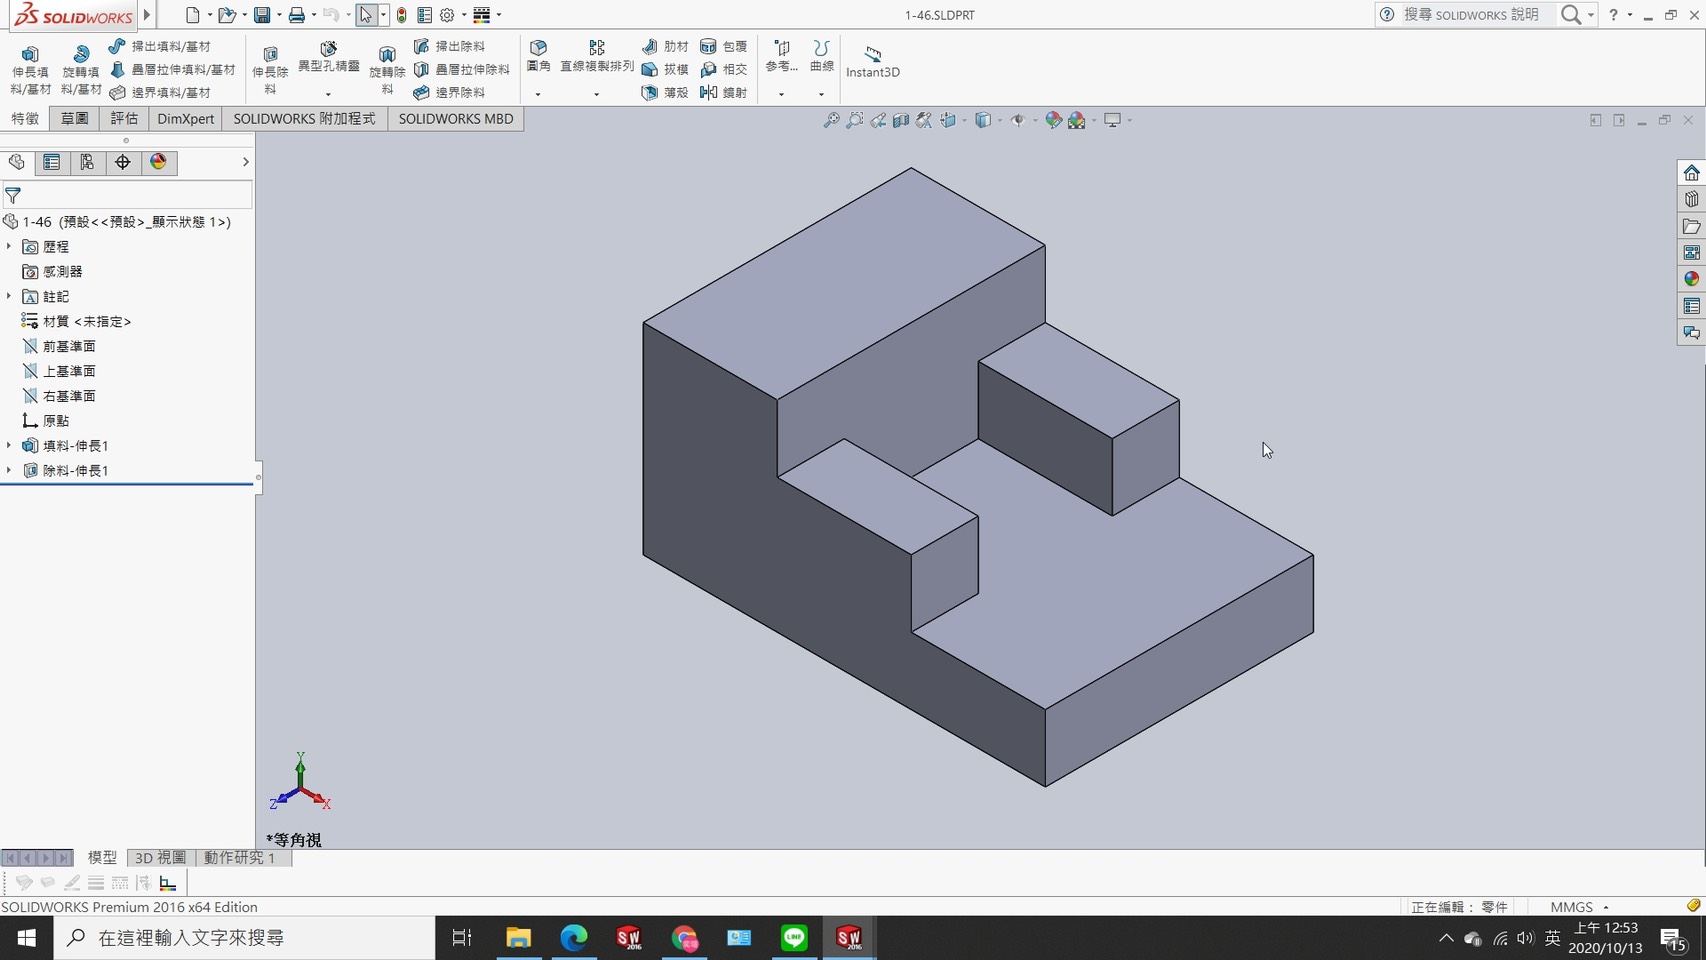 SOLIDWORKS
1-46.SLDPRT
搜尋 SOLIDWORKS 說明
伸長填料/基材
旋轉填料/基材
掃出填料/基材
疊層拉伸填料/基材
邊界填料/基材
伸長除料
異型孔精靈
旋轉除料
掃出除料
疊層拉伸除料
邊界除料
圓角
直線複製排列
肋材
拔模
薄殼
包覆
相交
鏡射
參考...
曲線
Instant3D
特徵
草圖
評估
DimXpert
SOLIDWORKS 附加程式
SOLIDWORKS MBD
1-46 (預設<<預設>_顯示狀態 1>)
歷程
感測器
註記
材質 <未指定>
前基準面
上基準面
右基準面
原點
填料-伸長1
除料-伸長1
Y
Z
X
*等角視
模型
3D 視圖
動作研究 1
SOLIDWORKS Premium 2016 x64 Edition
正在編輯： 零件
MMGS
在這裡輸入文字來搜尋
SW
2016
SW
2016
LINE
英
上午 12:53
2020/10/13
15